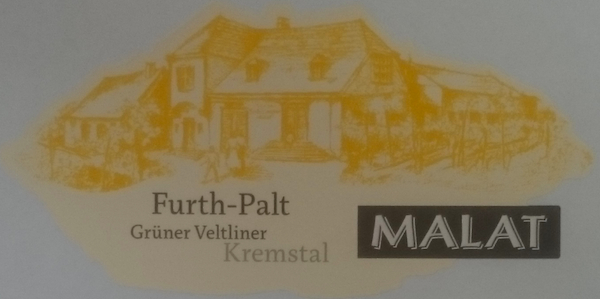 Furth-Palt
Grüner Veltliner
Kremstal
MALAT